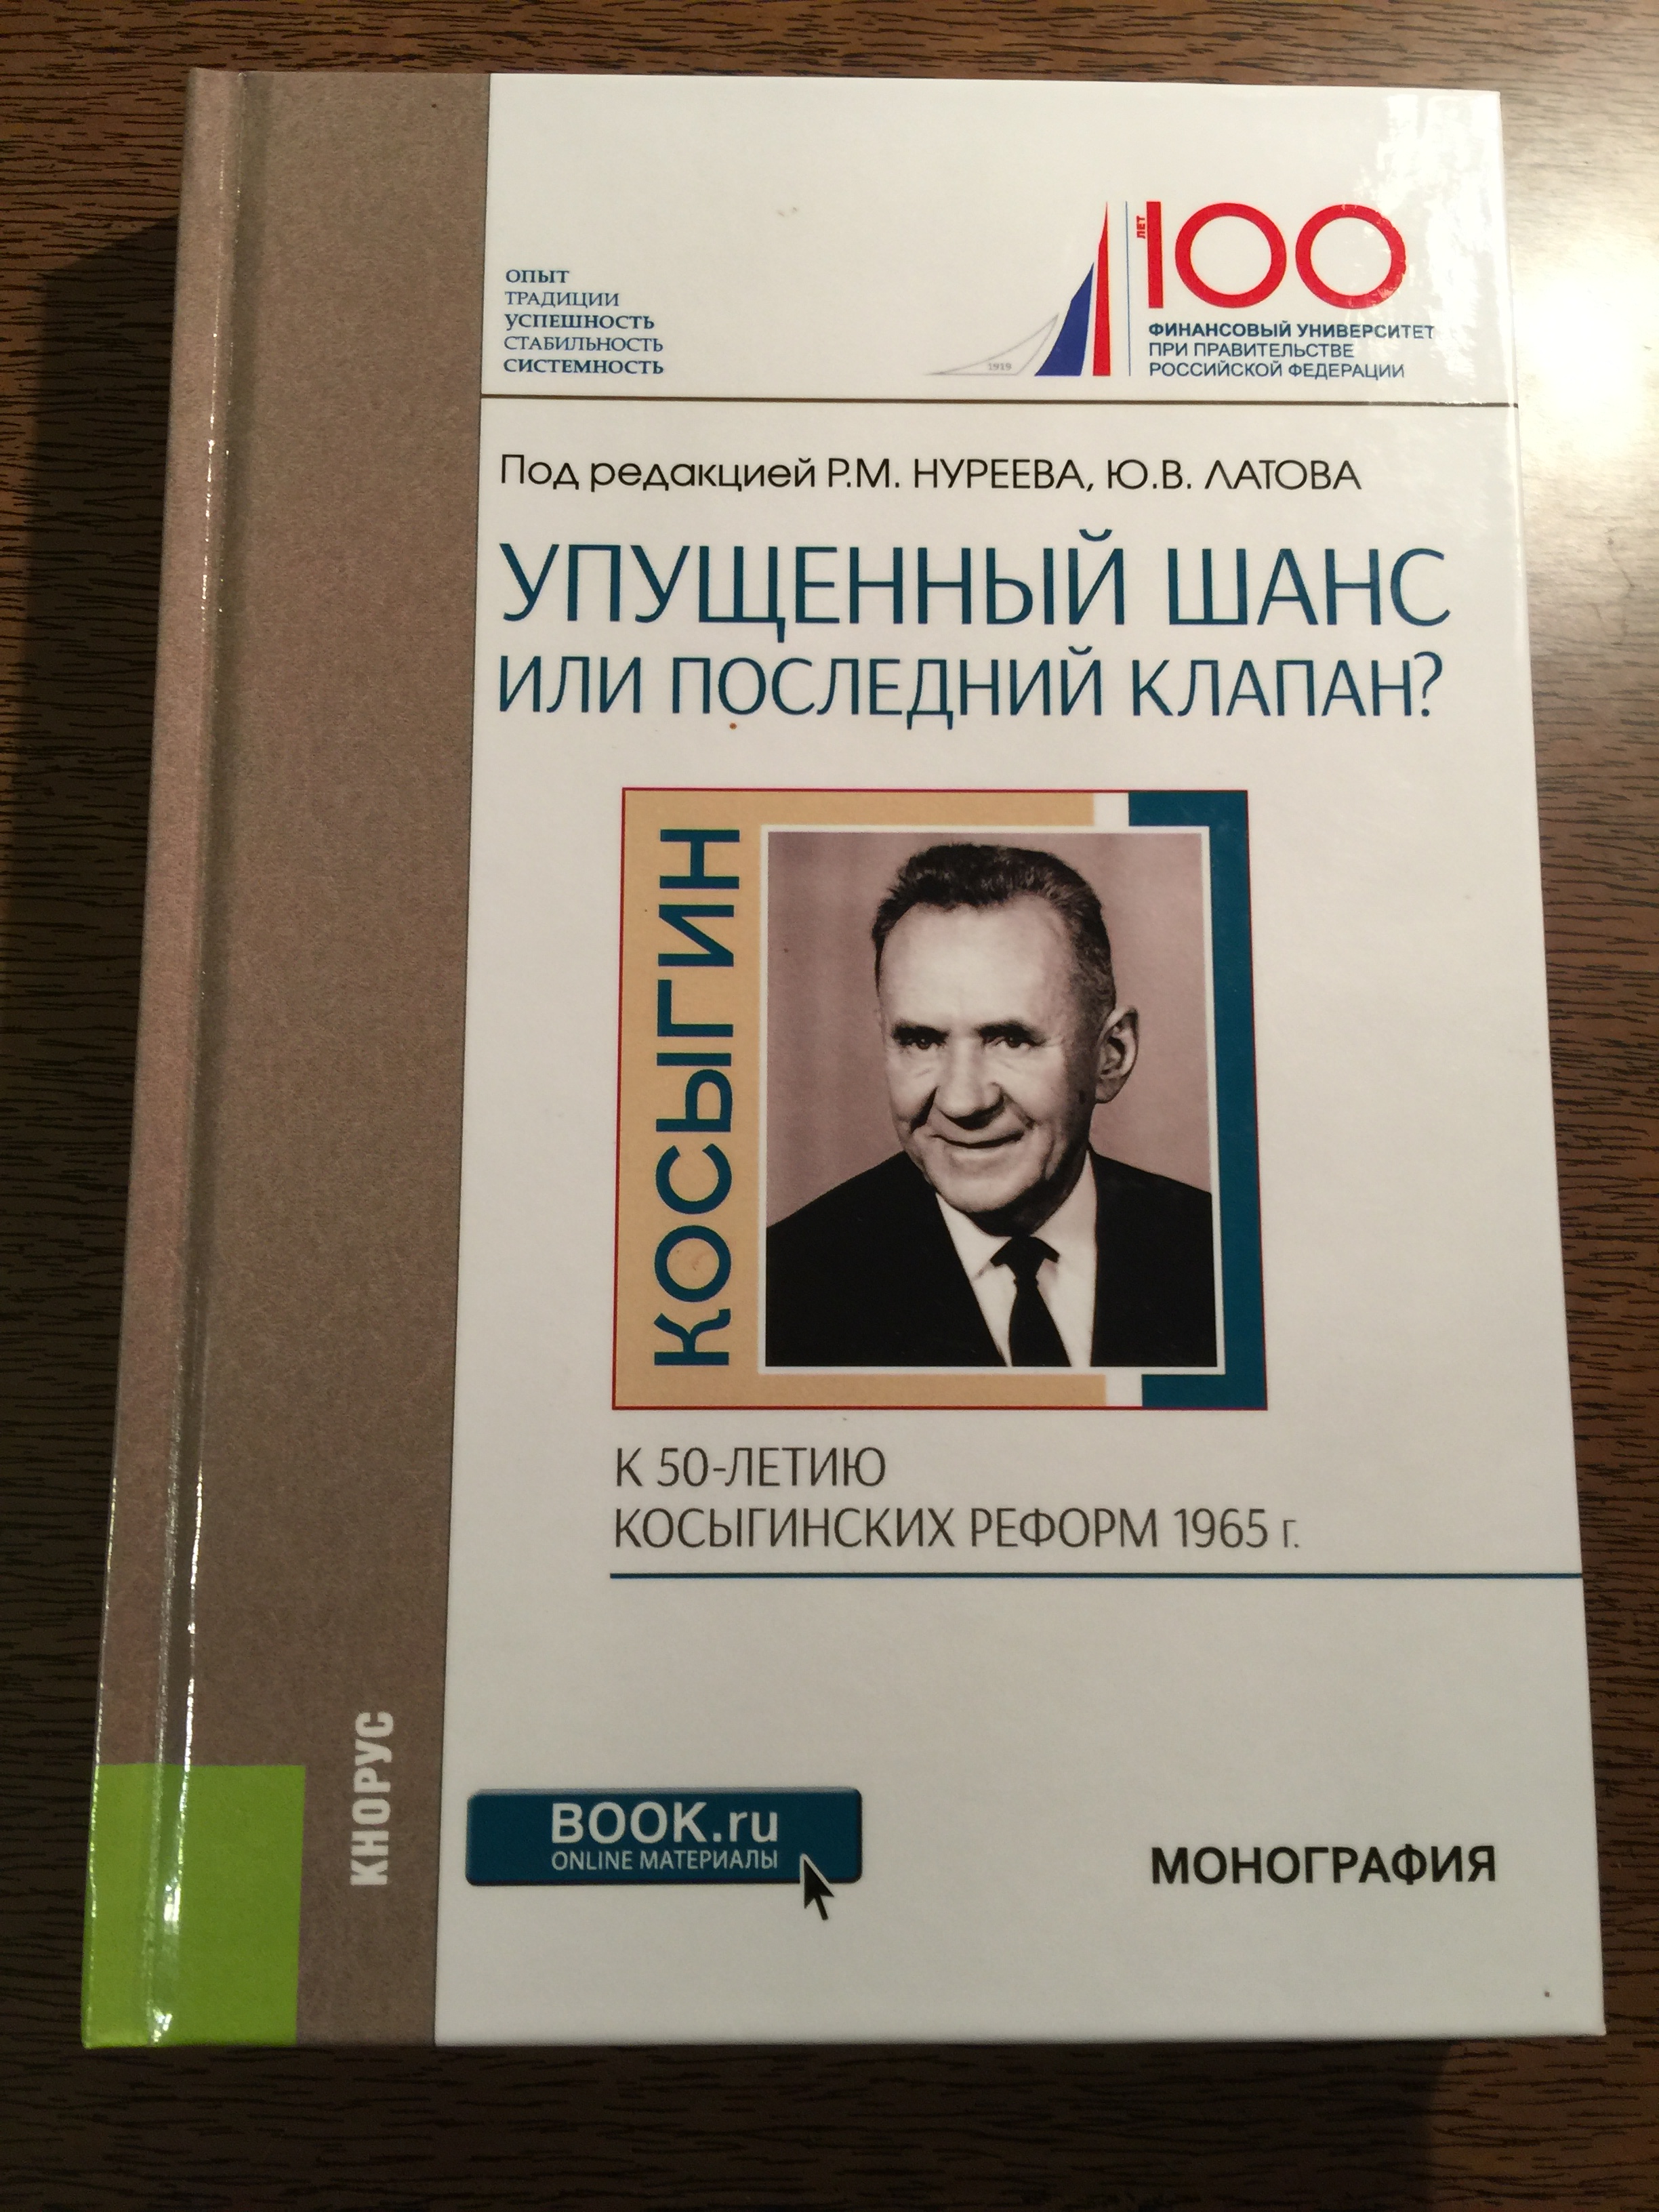 ОПЫТ
ТРАДИЦИИ
УСПЕШНОСТЬ
СТАБИЛЬНОСТЬ
СИСТЕМНОСТЬ
ЛЕТ
100
1919
ФИНАНСОВЫЙ УНИВЕРСИТЕТ
ПРИ ПРАВИТЕЛЬСТВЕ
РОССИЙСКОЙ ФЕДЕРАЦИИ
Под редакцией Р.М. НУРЕЕВА, Ю.В. ЛАТОВА
УПУЩЕННЫЙ ШАНС
ИЛИ ПОСЛЕДНИЙ КЛАПАН?
КОСЫГИН
К 50-ЛЕТИЮ
КОСЫГИНСКИХ РЕФОРМ 1965 г.
КНОРУС
BOOK.ru
ONLINE МАТЕРИАЛЫ
МОНОГРАФИЯ